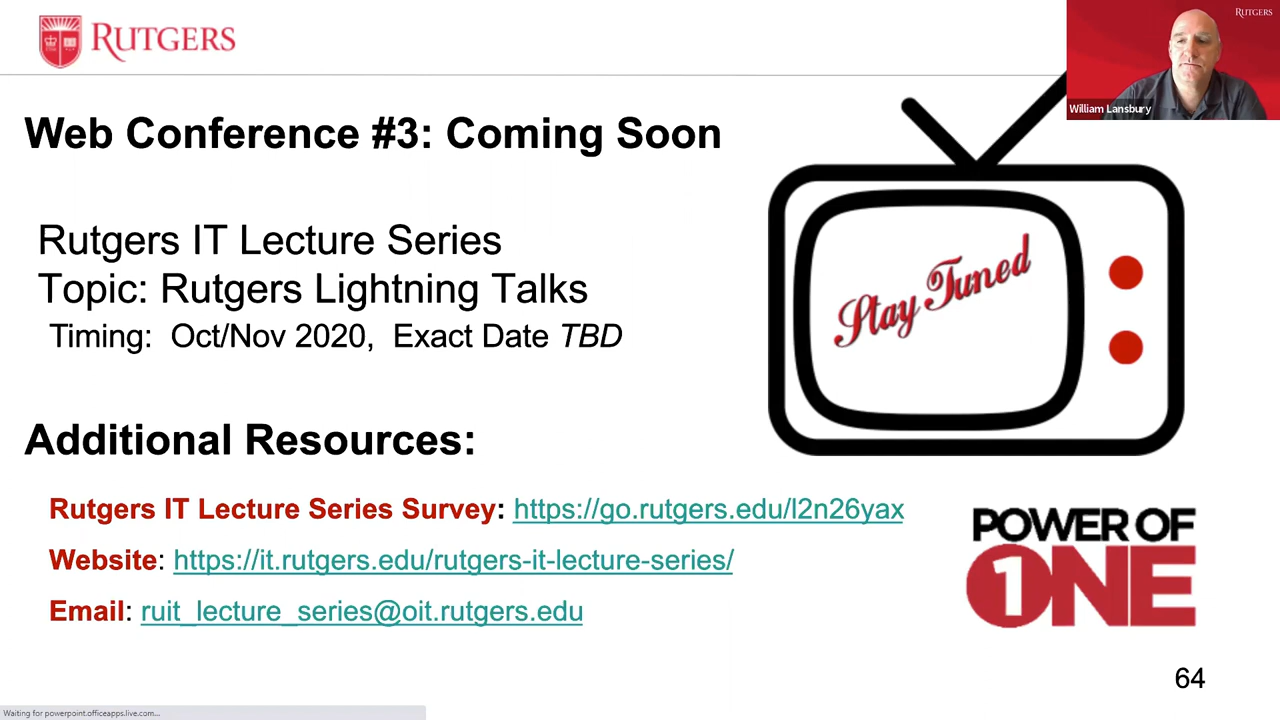 RUTGERS
RUTGERS
William Lansbury
Web Conference #3: Coming Soon
Rutgers IT Lecture Series
Topic: Rutgers Lightning Talks
Timing: Oct/Nov 2020, Exact Date TBD
Stay Tuned
Additional Resources:
Rutgers IT Lecture Series Survey: https://go.rutgers.edu/l2n26yax
Website: https://it.rutgers.edu/rutgers-it-lecture-series/
Email: ruit_lecture_series@oit.rutgers.edu
POWER OF
1ONE
64
Waiting for powerpoint.officeapps.live.com...